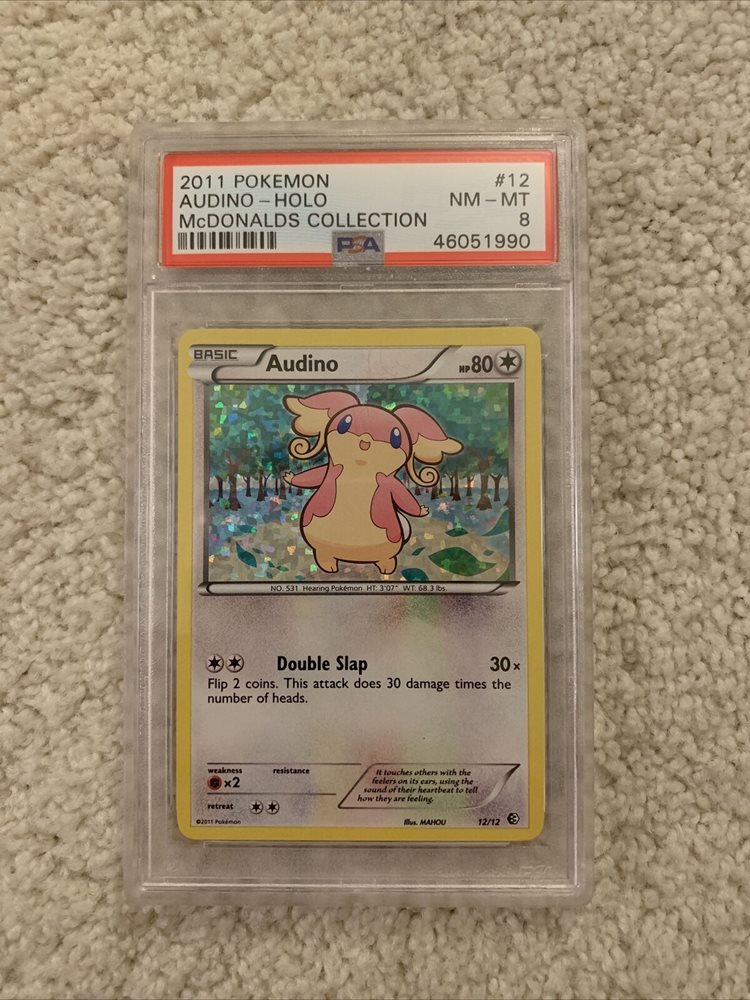 2011 POKEMON #12
AUDINO - HOLO NM - MT
McDONALDS COLLECTION 8
PSA 46051990
BASIC Audino HP80
NO. 531 Hearing Pokémon HT: 3'07" WT: 68.3 lbs.
Double Slap 30×
Flip 2 coins. This attack does 30 damage times the
number of heads.
weakness resistance
×2
retreat
It touches others with the
feelers on its ears, using the
sound of their heartbeat to tell
how they are feeling.
©2011 Pokémon Illus. MAHOU 12/12